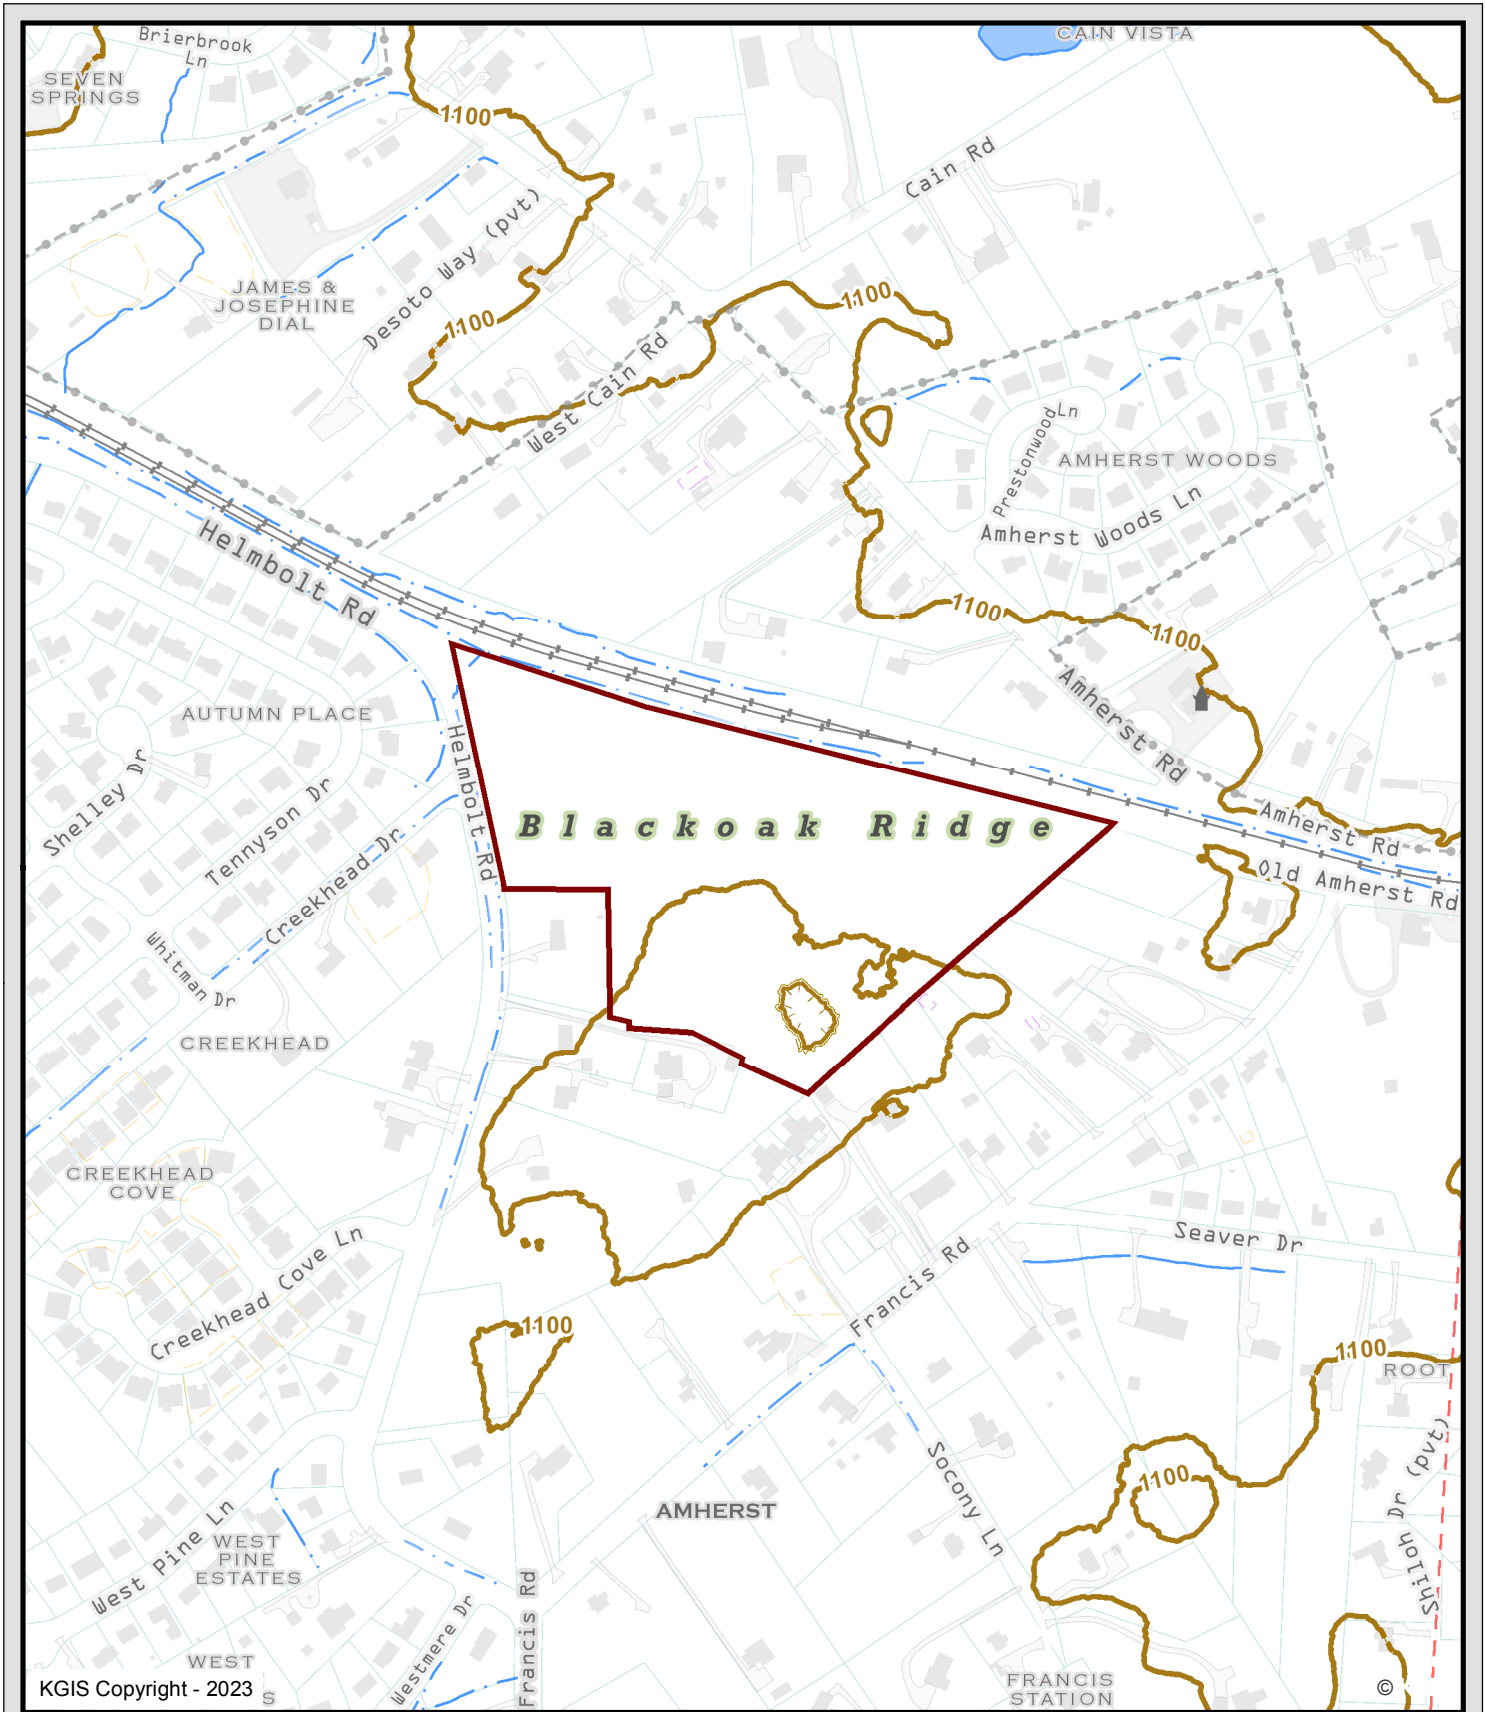 Brierbrook
Ln
CAIN VISTA
SEVEN
SPRINGS
1100
Cain Rd
Desoto Way (pvt)
JAMES &
JOSEPHINE
DIAL
1100
1100
West Cain Rd
Prestonwood Ln
AMHERST WOODS
Amherst Woods Ln
Helmbolt Rd
1100
1100
Amherst Rd
AUTUMN PLACE
Helmbolt Rd
Shelley Dr
Tennyson Dr
Blackoak Ridge
Amherst Rd
Old Amherst Rd
Creekhead Dr
Whitman Dr
CREEKHEAD
CREEKHEAD
COVE
Creekhead Cove Ln
Seaver Dr
Francis Rd
1100
1100
ROOT
Shiloh Dr (pvt)
1100
Socony Ln
AMHERST
West Pine Ln
WEST
PINE
ESTATES
Francis Rd
Westmere Dr
WEST
S
FRANCIS
STATION
KGIS Copyright - 2023
©